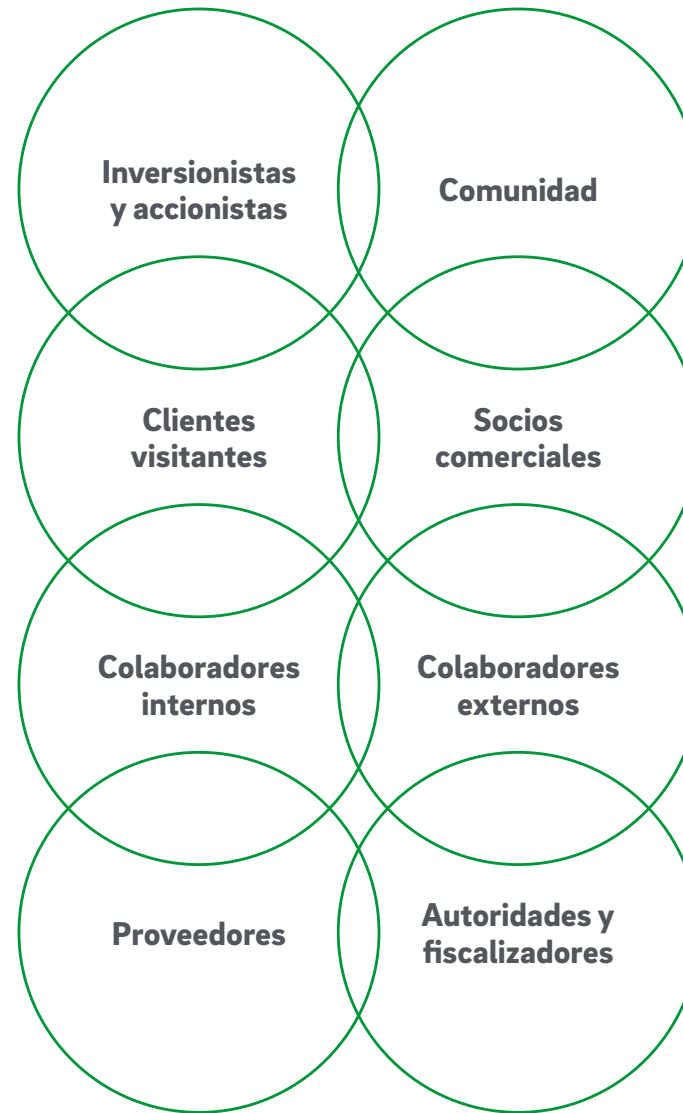 Inversionistas
y accionistas
Comunidad
Clientes
visitantes
Socios
comerciales
Colaboradores
internos
Colaboradores
externos
Proveedores
Autoridades y
fiscalizadores